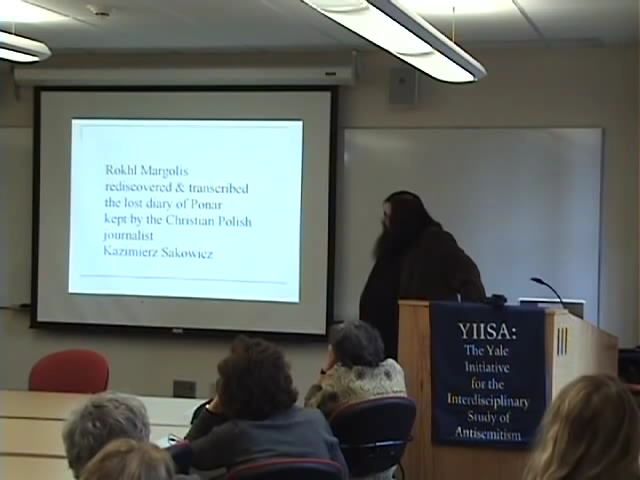 Rokhl Margolis
rediscovered & transcribed
the lost diary of Ponar
kept by the Christian Polish
journalist
Kazimierz Sakowicz
YIISA:
The Yale
Initiative
for the
Interdisciplinary
Study of
Antisemitism